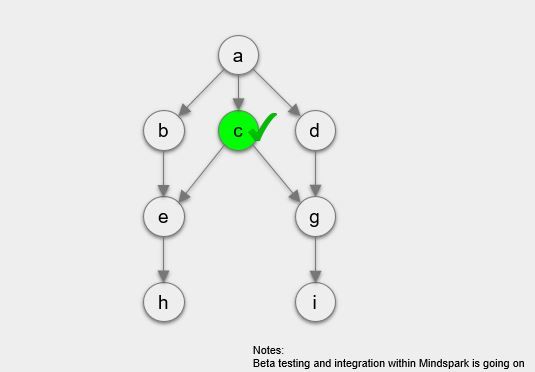 a
b c d
e g
h i
Notes:
Beta testing and integration within Mindspark is going on